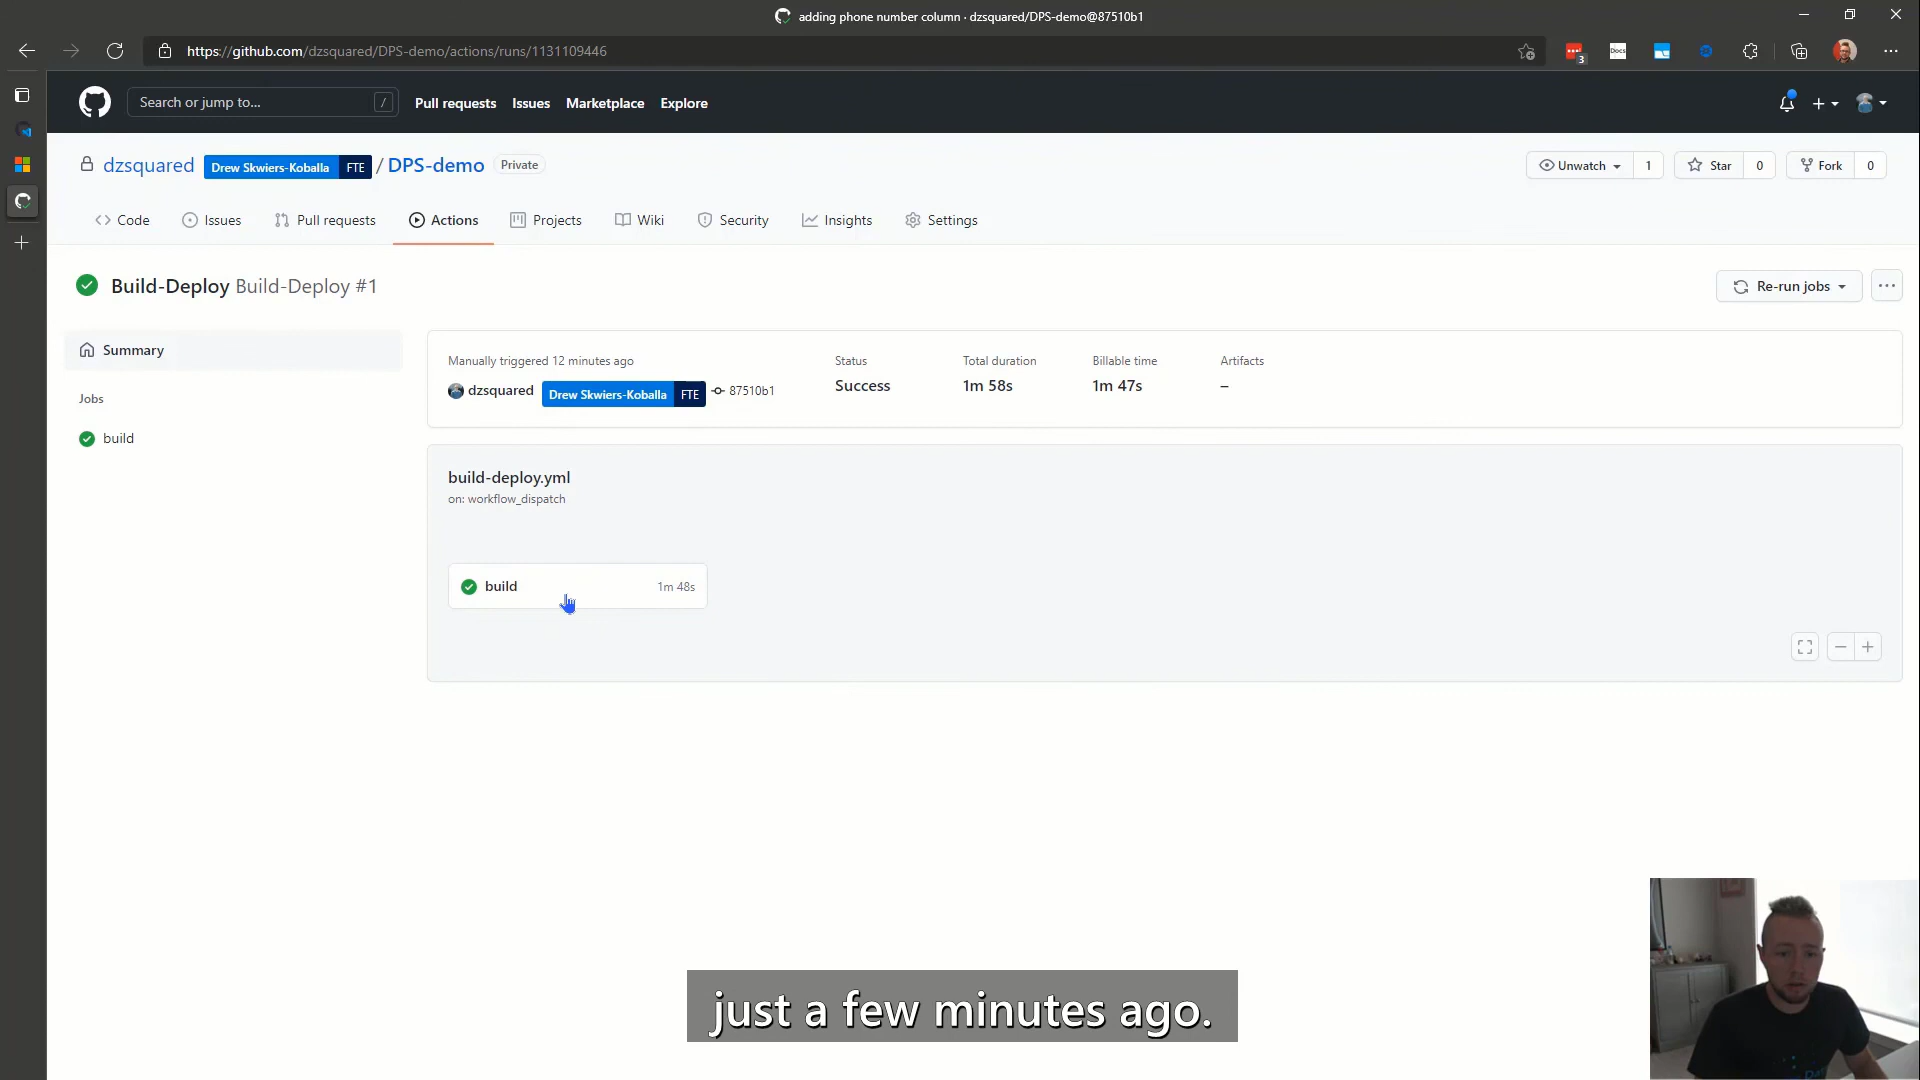 adding phone number column · dzsquared/DPS-demo@87510b1
https://github.com/dzsquared/DPS-demo/actions/runs/1131109446
3
Docs
Search or jump to... /
Pull requests
Issues
Marketplace
Explore
dzsquared Drew Skwiers-Koballa FTE / DPS-demo Private
Unwatch 1
Star 0
Fork 0
Code
Issues
Pull requests
Actions
Projects
Wiki
Security
Insights
Settings
Build-Deploy Build-Deploy #1
Re-run jobs
Summary
Jobs
build
Manually triggered 12 minutes ago
dzsquared Drew Skwiers-Koballa FTE 87510b1
Status
Success
Total duration
1m 58s
Billable time
1m 47s
Artifacts
–
build-deploy.yml
on: workflow_dispatch
build 1m 48s
just a few minutes ago.